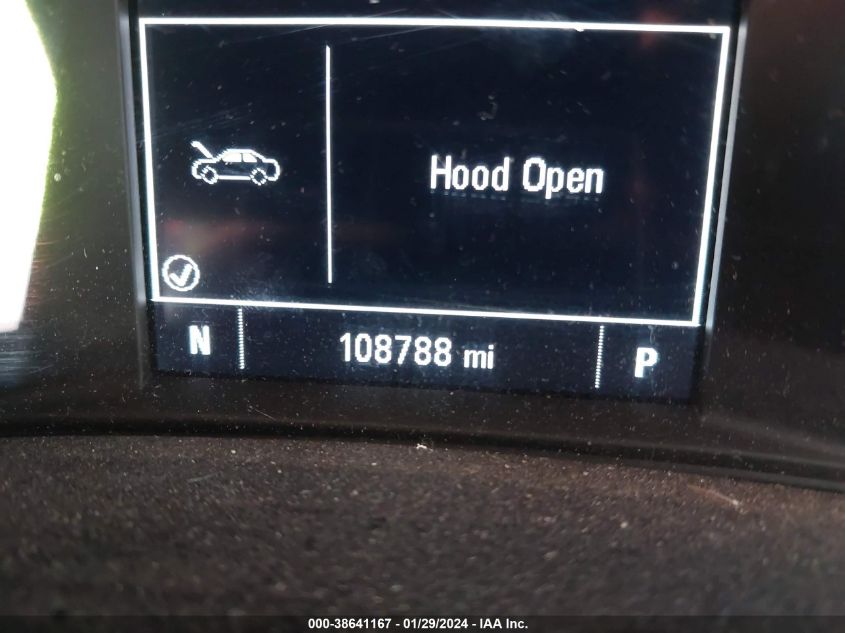 Hood Open
N 108788 mi P
000-38641167 - 01/29/2024 - IAA Inc.